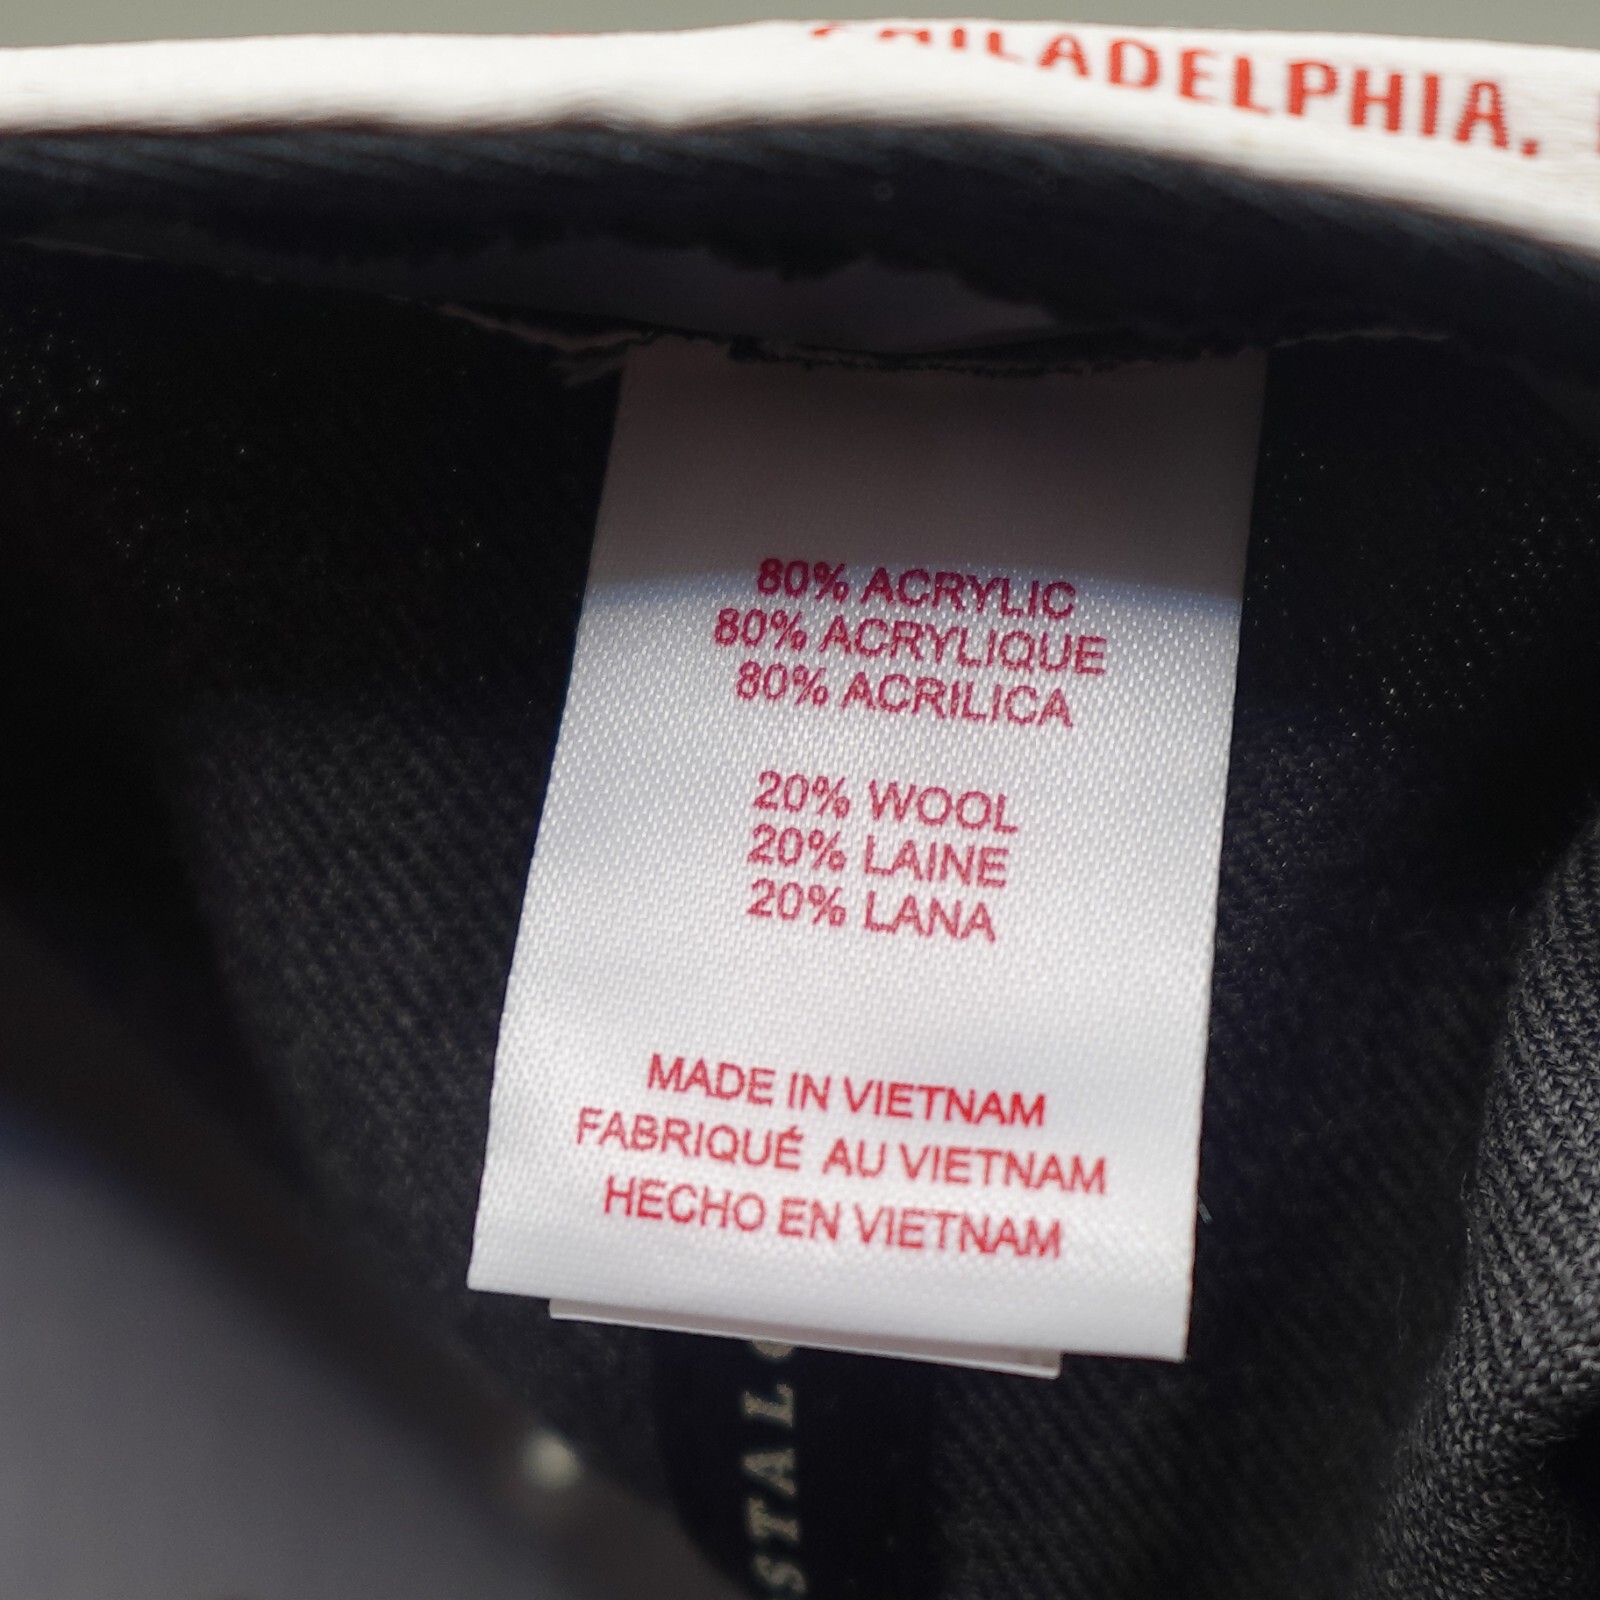 PHILADELPHIA,
80% ACRYLIC
80% ACRYLIQUE
80% ACRILICA
20% WOOL
20% LAINE
20% LANA
MADE IN VIETNAM
FABRIQUÉ AU VIETNAM
HECHO EN VIETNAM